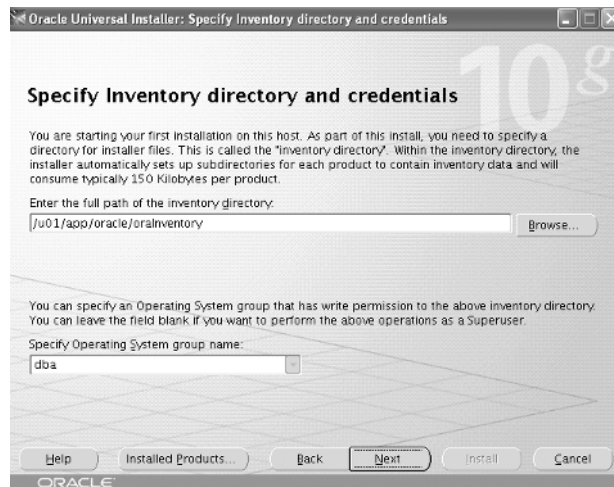 Oracle Universal Installer: Specify Inventory directory and credentials
10g
Specify Inventory directory and credentials
You are starting your first installation on this host. As part of this install, you need to specify a
directory for installer files. This is called the "inventory directory". Within the inventory directory, the
installer automatically sets up subdirectories for each product to contain inventory data and will
consume typically 150 Kilobytes per product.
Enter the full path of the inventory directory:
/u01/app/oracle/oraInventory
Browse...
You can specify an Operating System group that has write permission to the above inventory directory.
You can leave the field blank if you want to perform the above operations as a Superuser.
Specify Operating System group name:
dba
Help Installed Products... Back Next Install Cancel
ORACLE